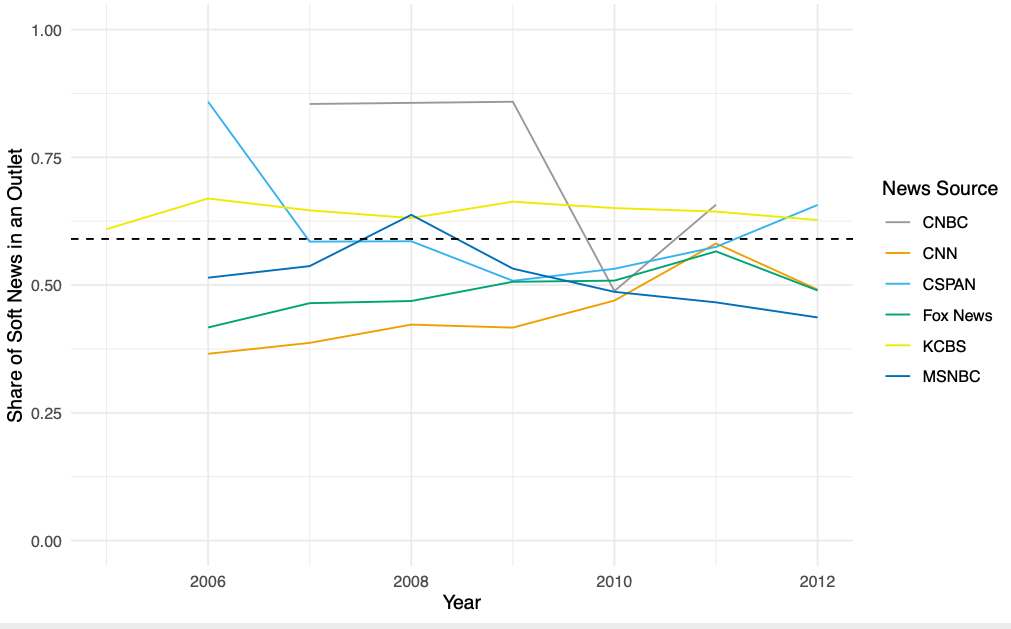 Share of Soft News in an Outlet
1.00
0.75
0.50
0.25
0.00
2006 2008 2010 2012
Year
News Source
CNBC
CNN
CSPAN
Fox News
KCBS
MSNBC